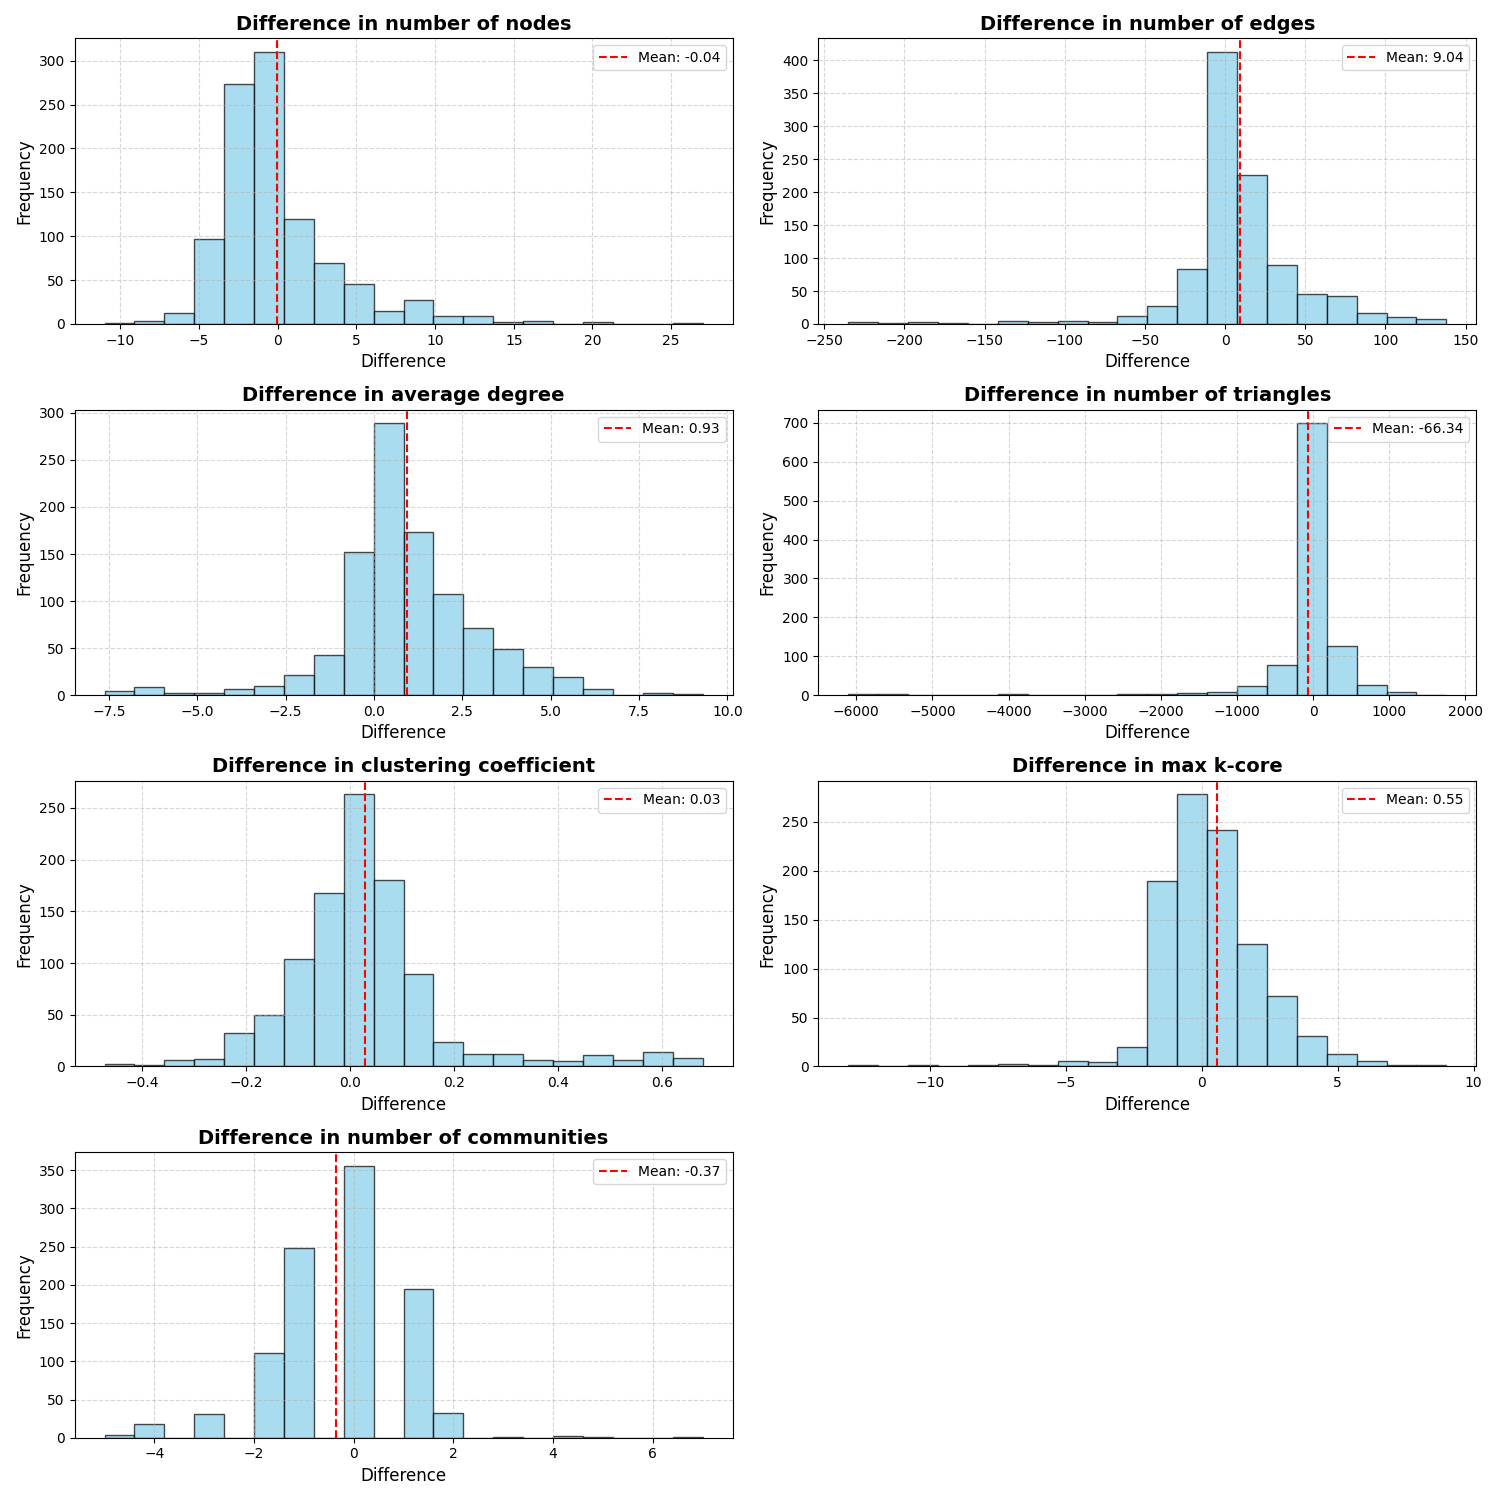 Difference in number of nodes
Mean: -0.04
Frequency
300
250
200
150
100
50
0
−10 −5 0 5 10 15 20 25
Difference
Difference in number of edges
Mean: 9.04
Frequency
400
350
300
250
200
150
100
50
0
−250 −200 −150 −100 −50 0 50 100 150
Difference
Difference in average degree
Mean: 0.93
Frequency
300
250
200
150
100
50
0
−7.5 −5.0 −2.5 0.0 2.5 5.0 7.5 10.0
Difference
Difference in number of triangles
Mean: -66.34
Frequency
700
600
500
400
300
200
100
0
−6000 −5000 −4000 −3000 −2000 −1000 0 1000 2000
Difference
Difference in clustering coefficient
Mean: 0.03
Frequency
250
200
150
100
50
0
−0.4 −0.2 0.0 0.2 0.4 0.6
Difference
Difference in max k-core
Mean: 0.55
Frequency
250
200
150
100
50
0
−10 −5 0 5 10
Difference
Difference in number of communities
Mean: -0.37
Frequency
350
300
250
200
150
100
50
0
−4 −2 0 2 4 6
Difference